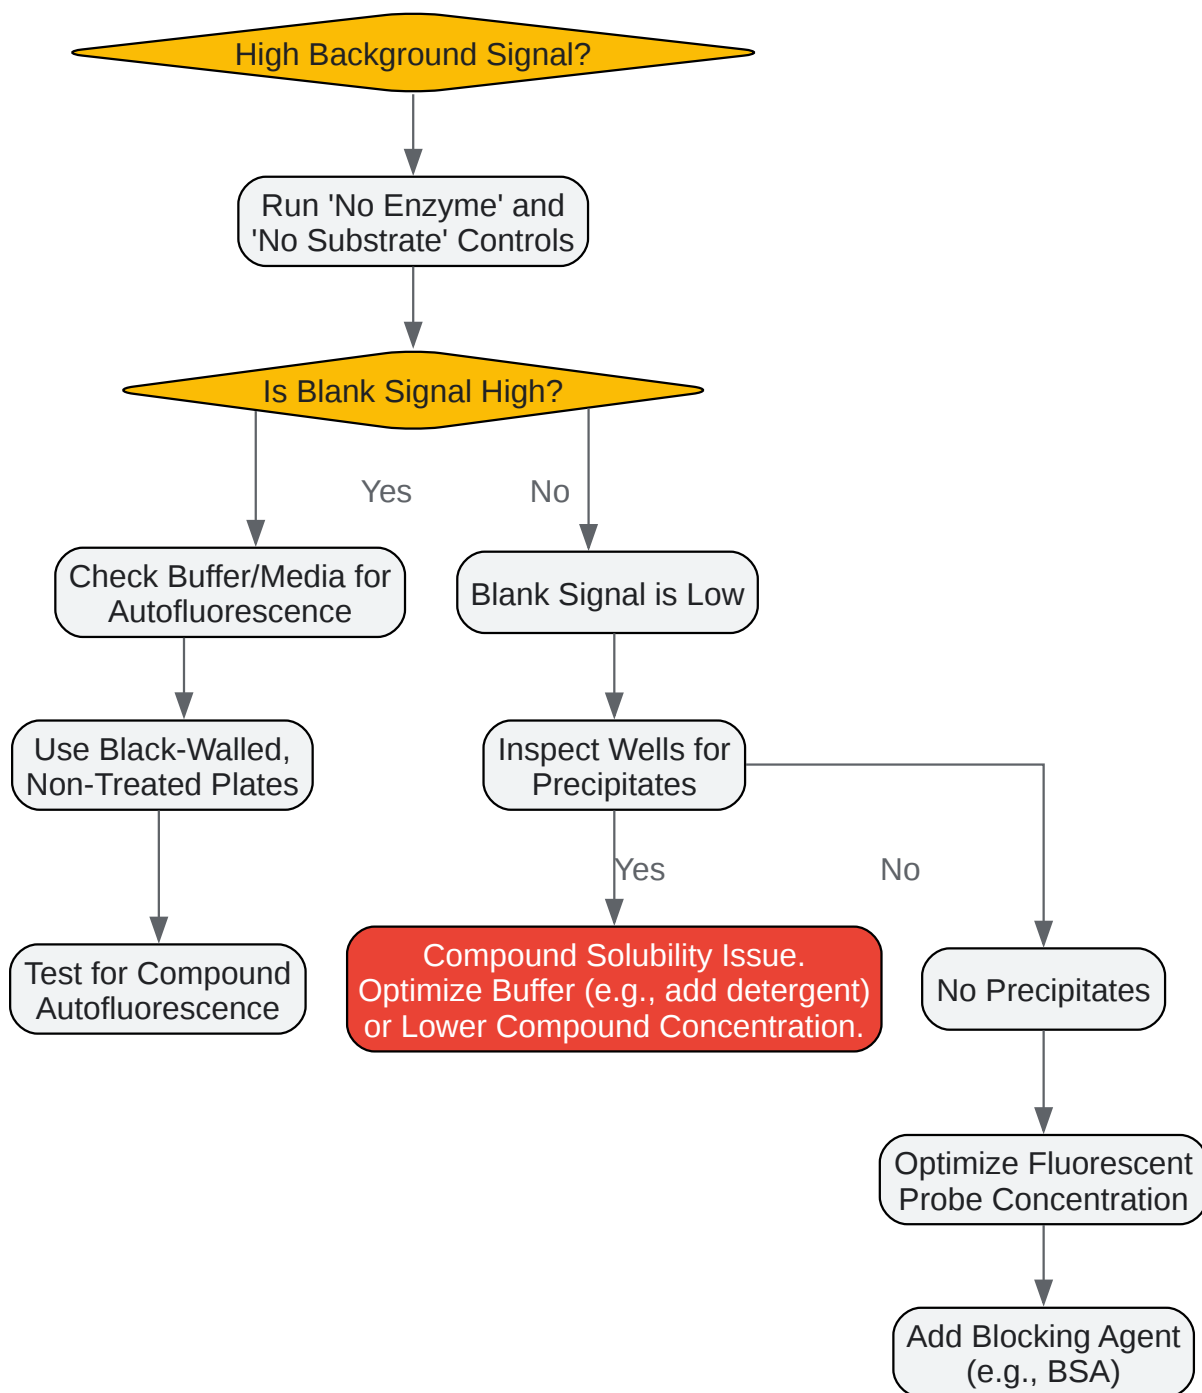 High Background Signal?
Run 'No Enzyme' and
'No Substrate' Controls
Is Blank Signal High?
Yes
No
Check Buffer/Media for
Autofluorescence
Blank Signal is Low
Use Black-Walled,
Non-Treated Plates
Inspect Wells for
Precipitates
Yes
No
Test for Compound
Autofluorescence
Compound Solubility Issue.
Optimize Buffer (e.g., add detergent)
or Lower Compound Concentration.
No Precipitates
Optimize Fluorescent
Probe Concentration
Add Blocking Agent
(e.g., BSA)